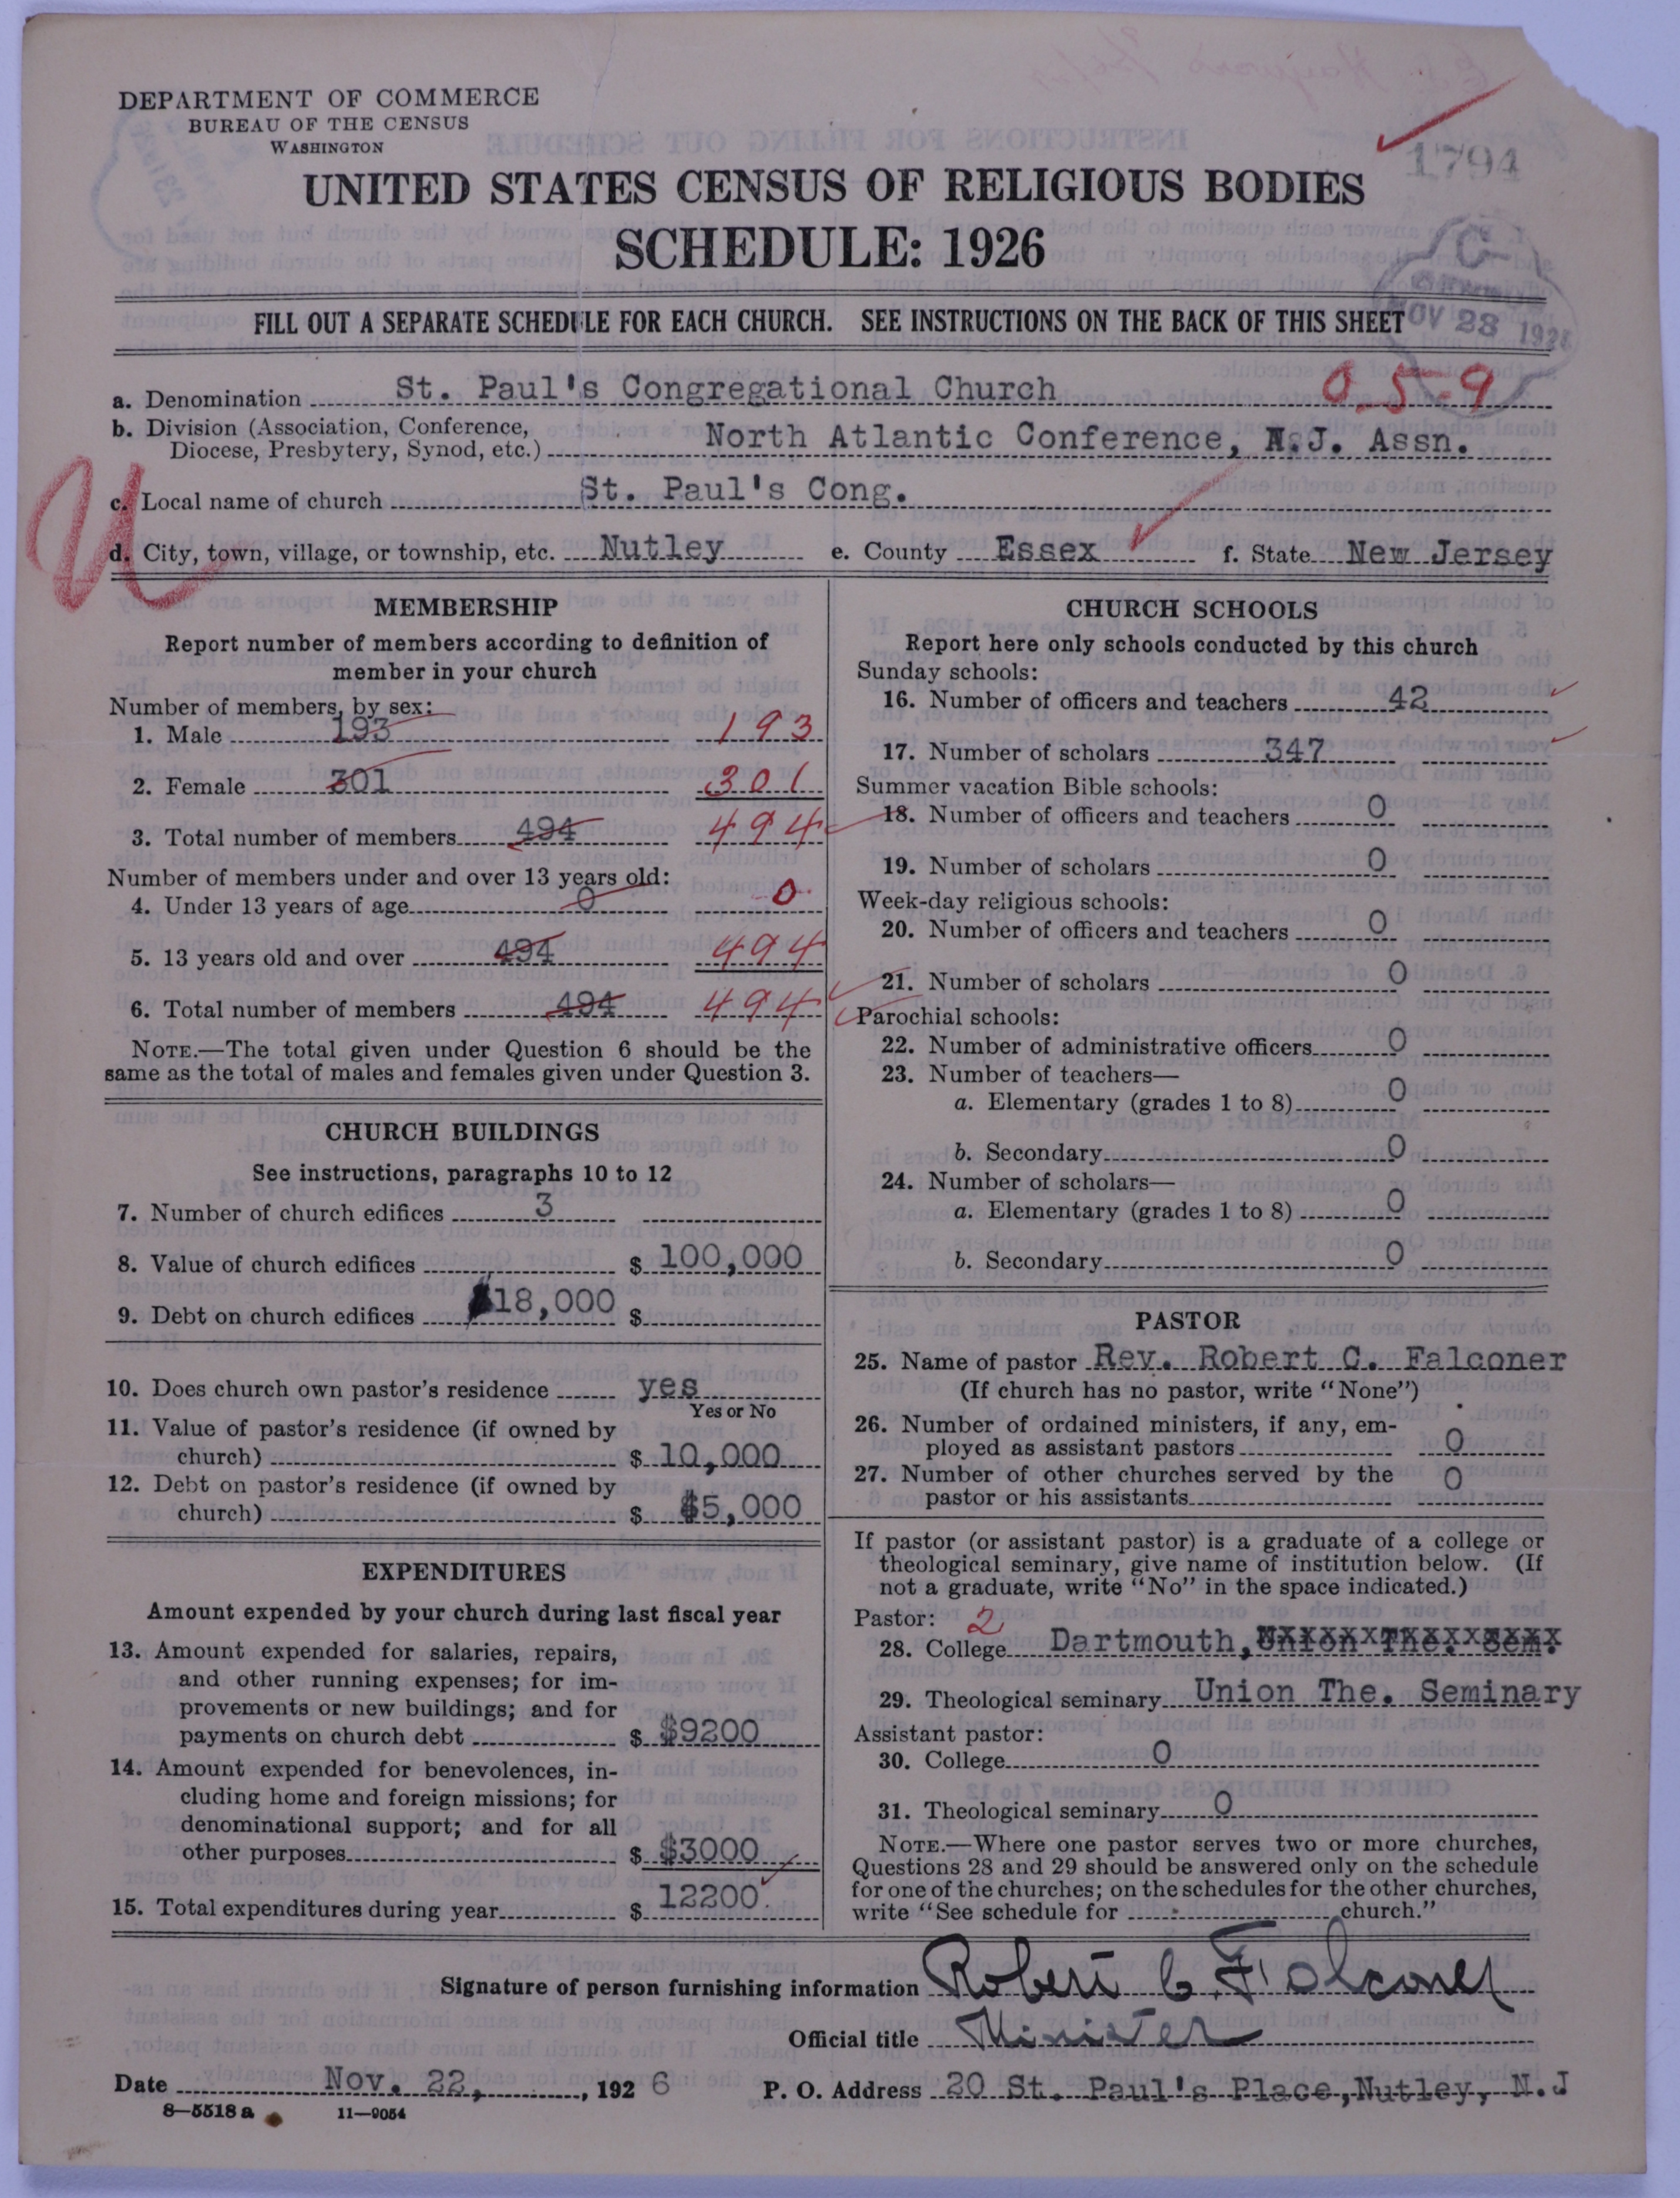 DEPARTMENT OF COMMERCE
BUREAU OF THE CENSUS
WASHINGTON
1794
UNITED STATES CENSUS OF RELIGIOUS BODIES
SCHEDULE: 1926
NOV 23 192
FILL OUT A SEPARATE SCHEDULE FOR EACH CHURCH. SEE INSTRUCTIONS ON THE BACK OF THIS SHEET
a. Denomination St. Paul's Congregational Church 0-5-9
b. Division (Association, Conference,
Diocese, Presbytery, Synod, etc.) North Atlantic Conference, N.J. Assn.
c. Local name of church St. Paul's Cong.
d. City, town, village, or township, etc. Nutley e. County Essex f. State New Jersey
MEMBERSHIP
Report number of members according to definition of
member in your church
Number of members, by sex:
1. Male 193 193
2. Female 301 301
3. Total number of members 494 494
Number of members under and over 13 years old:
4. Under 13 years of age 0 0
5. 13 years old and over 494 494
6. Total number of members 494 494
NOTE.—The total given under Question 6 should be the
same as the total of males and females given under Question 3.
CHURCH BUILDINGS
See instructions, paragraphs 10 to 12
7. Number of church edifices 3
8. Value of church edifices $ 100,000
9. Debt on church edifices 18,000 $
10. Does church own pastor's residence yes
Yes or No
11. Value of pastor's residence (if owned by
church) $ 10,000
12. Debt on pastor's residence (if owned by
church) $ $5,000
EXPENDITURES
Amount expended by your church during last fiscal year
13. Amount expended for salaries, repairs,
and other running expenses; for im-
provements or new buildings; and for
payments on church debt $ $9200
14. Amount expended for benevolences, in-
cluding home and foreign missions; for
denominational support; and for all
other purposes $ $3000
15. Total expenditures during year $ 12200
CHURCH SCHOOLS
Report here only schools conducted by this church
Sunday schools:
16. Number of officers and teachers 42
17. Number of scholars 347
Summer vacation Bible schools:
18. Number of officers and teachers 0
19. Number of scholars 0
Week-day religious schools:
20. Number of officers and teachers 0
21. Number of scholars 0
Parochial schools:
22. Number of administrative officers 0
23. Number of teachers—
a. Elementary (grades 1 to 8) 0
b. Secondary 0
24. Number of scholars—
a. Elementary (grades 1 to 8) 0
b. Secondary 0
PASTOR
25. Name of pastor Rev. Robert C. Falconer
(If church has no pastor, write "None")
26. Number of ordained ministers, if any, em-
ployed as assistant pastors 0
27. Number of other churches served by the
pastor or his assistants 0
If pastor (or assistant pastor) is a graduate of a college or
theological seminary, give name of institution below. (If
not a graduate, write "No" in the space indicated.)
Pastor: 2
28. College Dartmouth, Union The. Sem.
29. Theological seminary Union The. Seminary
Assistant pastor:
30. College 0
31. Theological seminary 0
NOTE.—Where one pastor serves two or more churches,
Questions 28 and 29 should be answered only on the schedule
for one of the churches; on the schedules for the other churches,
write "See schedule for church."
Signature of person furnishing information Robert C. Falconer
Official title Minister
Date Nov. 22, , 1926 P. O. Address 20 St. Paul's Place, Nutley, N.J
8—5518 a 11—9054